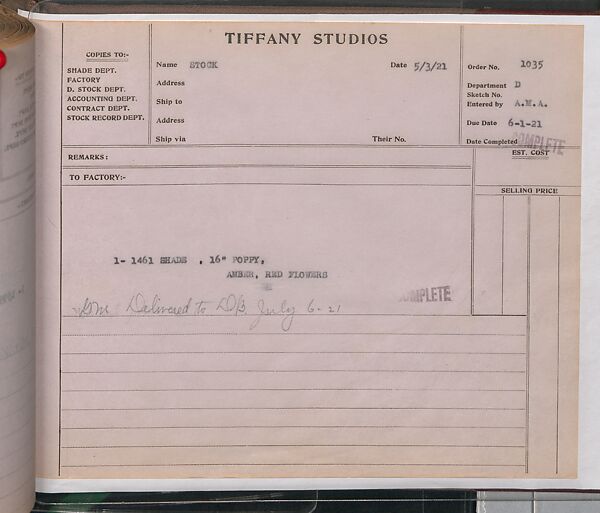 TIFFANY STUDIOS
COPIES TO:-
SHADE DEPT.
FACTORY
D. STOCK DEPT.
ACCOUNTING DEPT.
CONTRACT DEPT.
STOCK RECORD DEPT.
Name STOCK
Date 5/3/21
Address
Ship to
Address
Ship via
Their No.
Order No. 1035
Department D
Sketch No.
Entered by A.M.A.
Due Date 6-1-21
Date Completed COMPLETE
REMARKS:
EST. COST
TO FACTORY:-
SELLING PRICE
1- 1461 SHADE , 16" POPPY,
AMBER, RED FLOWERS
COMPLETE
Delivered to July 6-21